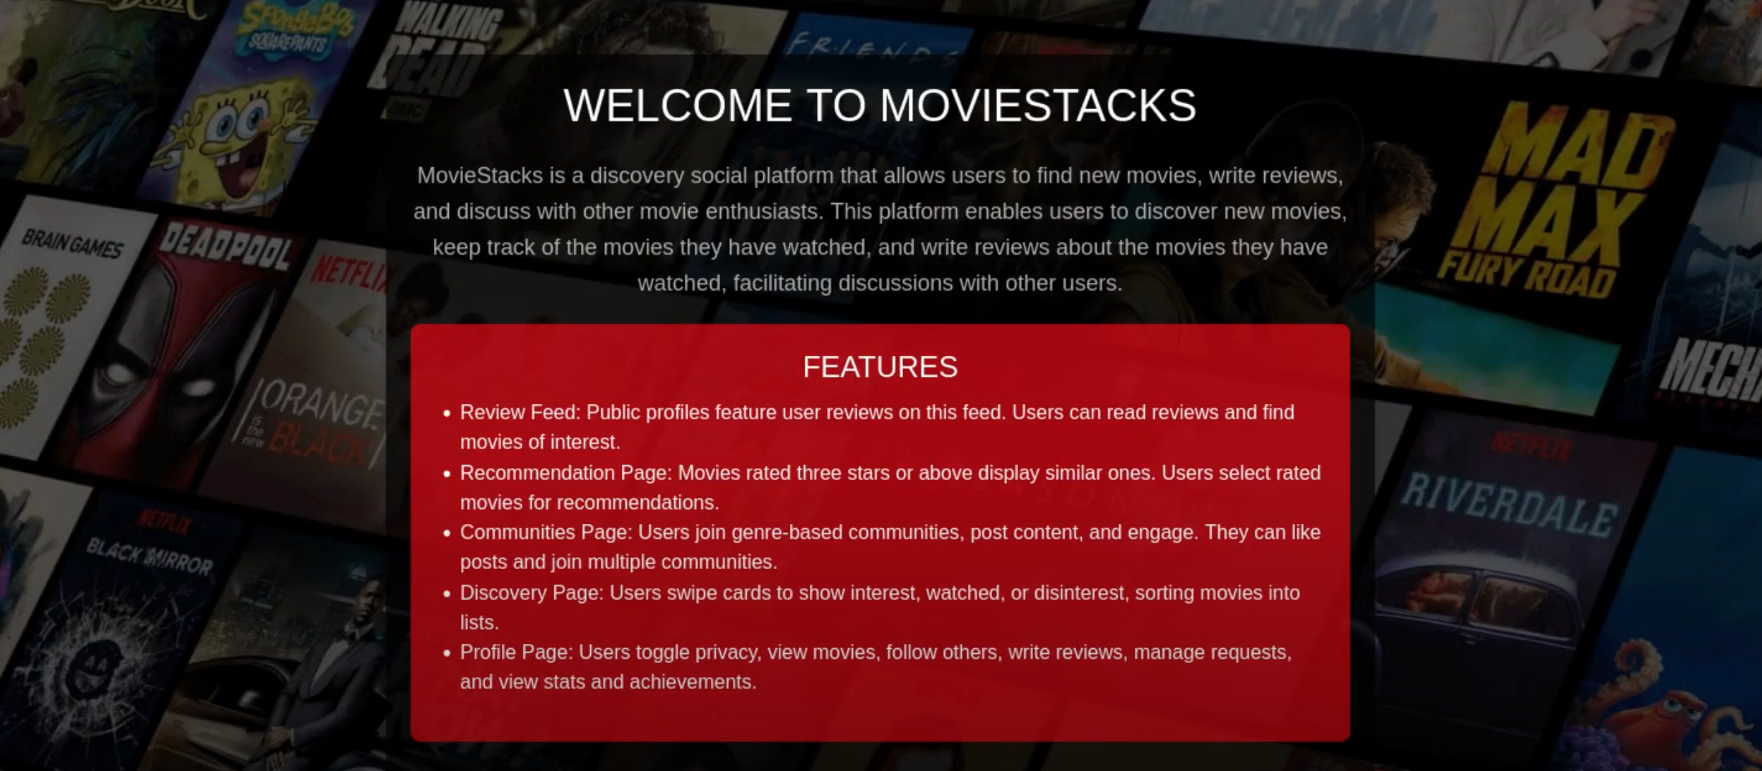 SPONGEBOB
SQUAREPANTS
WALKING
DEAD
AMC
FRIENDS
WELCOME TO MOVIESTACKS
MovieStacks is a discovery social platform that allows users to find new movies, write reviews,
and discuss with other movie enthusiasts. This platform enables users to discover new movies,
keep track of the movies they have watched, and write reviews about the movies they have
watched, facilitating discussions with other users.
MAD
MAX
FURY ROAD
BRAIN GAMES
DEADPOOL
NETFLIX
ORANGE
is
the
new
BLACK
FEATURES
• Review Feed: Public profiles feature user reviews on this feed. Users can read reviews and find
movies of interest.
• Recommendation Page: Movies rated three stars or above display similar ones. Users select rated
movies for recommendations.
• Communities Page: Users join genre-based communities, post content, and engage. They can like
posts and join multiple communities.
• Discovery Page: Users swipe cards to show interest, watched, or disinterest, sorting movies into
lists.
• Profile Page: Users toggle privacy, view movies, follow others, write reviews, manage requests,
and view stats and achievements.
MECH
NETFLIX
RIVERDALE
NETFLIX
BLACK MIRROR